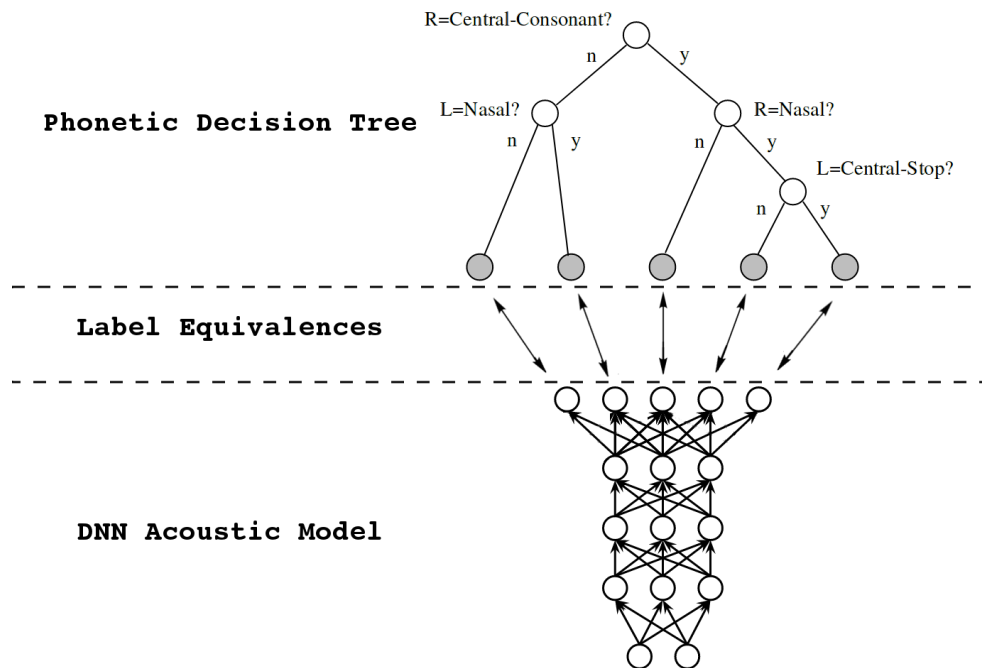 R=Central-Consonant?
n
y
Phonetic Decision Tree
L=Nasal?
R=Nasal?
n
y
n
y
L=Central-Stop?
n
y
Label Equivalences
DNN Acoustic Model